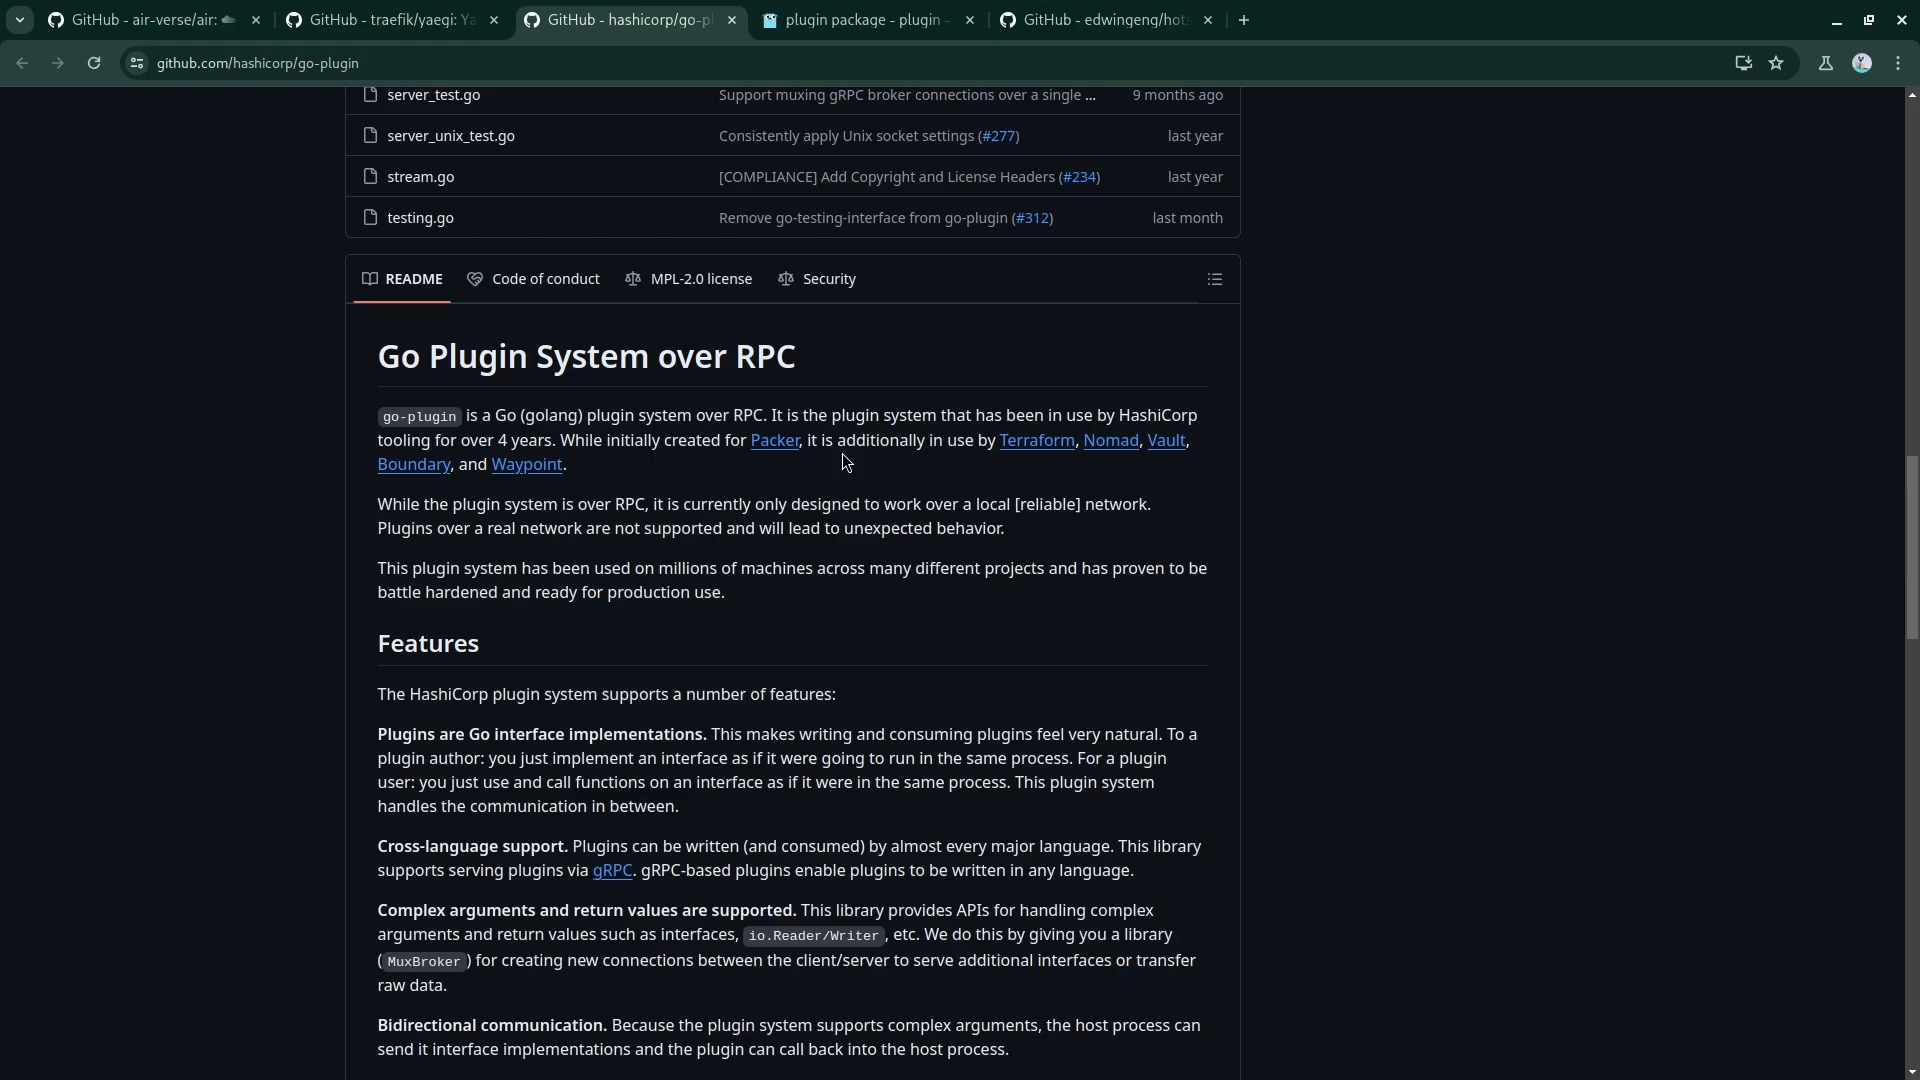 GitHub - air-verse/air:
GitHub - traefik/yaegi: Ya
GitHub - hashicorp/go-pl
plugin package - plugin -
GitHub - edwingeng/hots
github.com/hashicorp/go-plugin
server_test.go Support muxing gRPC broker connections over a single ... 9 months ago
server_unix_test.go Consistently apply Unix socket settings (#277) last year
stream.go [COMPLIANCE] Add Copyright and License Headers (#234) last year
testing.go Remove go-testing-interface from go-plugin (#312) last month
README Code of conduct MPL-2.0 license Security
Go Plugin System over RPC
go-plugin is a Go (golang) plugin system over RPC. It is the plugin system that has been in use by HashiCorp
tooling for over 4 years. While initially created for Packer, it is additionally in use by Terraform, Nomad, Vault,
Boundary, and Waypoint.
While the plugin system is over RPC, it is currently only designed to work over a local [reliable] network.
Plugins over a real network are not supported and will lead to unexpected behavior.
This plugin system has been used on millions of machines across many different projects and has proven to be
battle hardened and ready for production use.
Features
The HashiCorp plugin system supports a number of features:
Plugins are Go interface implementations. This makes writing and consuming plugins feel very natural. To a
plugin author: you just implement an interface as if it were going to run in the same process. For a plugin
user: you just use and call functions on an interface as if it were in the same process. This plugin system
handles the communication in between.
Cross-language support. Plugins can be written (and consumed) by almost every major language. This library
supports serving plugins via gRPC. gRPC-based plugins enable plugins to be written in any language.
Complex arguments and return values are supported. This library provides APIs for handling complex
arguments and return values such as interfaces, io.Reader/Writer, etc. We do this by giving you a library
(MuxBroker) for creating new connections between the client/server to serve additional interfaces or transfer
raw data.
Bidirectional communication. Because the plugin system supports complex arguments, the host process can
send it interface implementations and the plugin can call back into the host process.